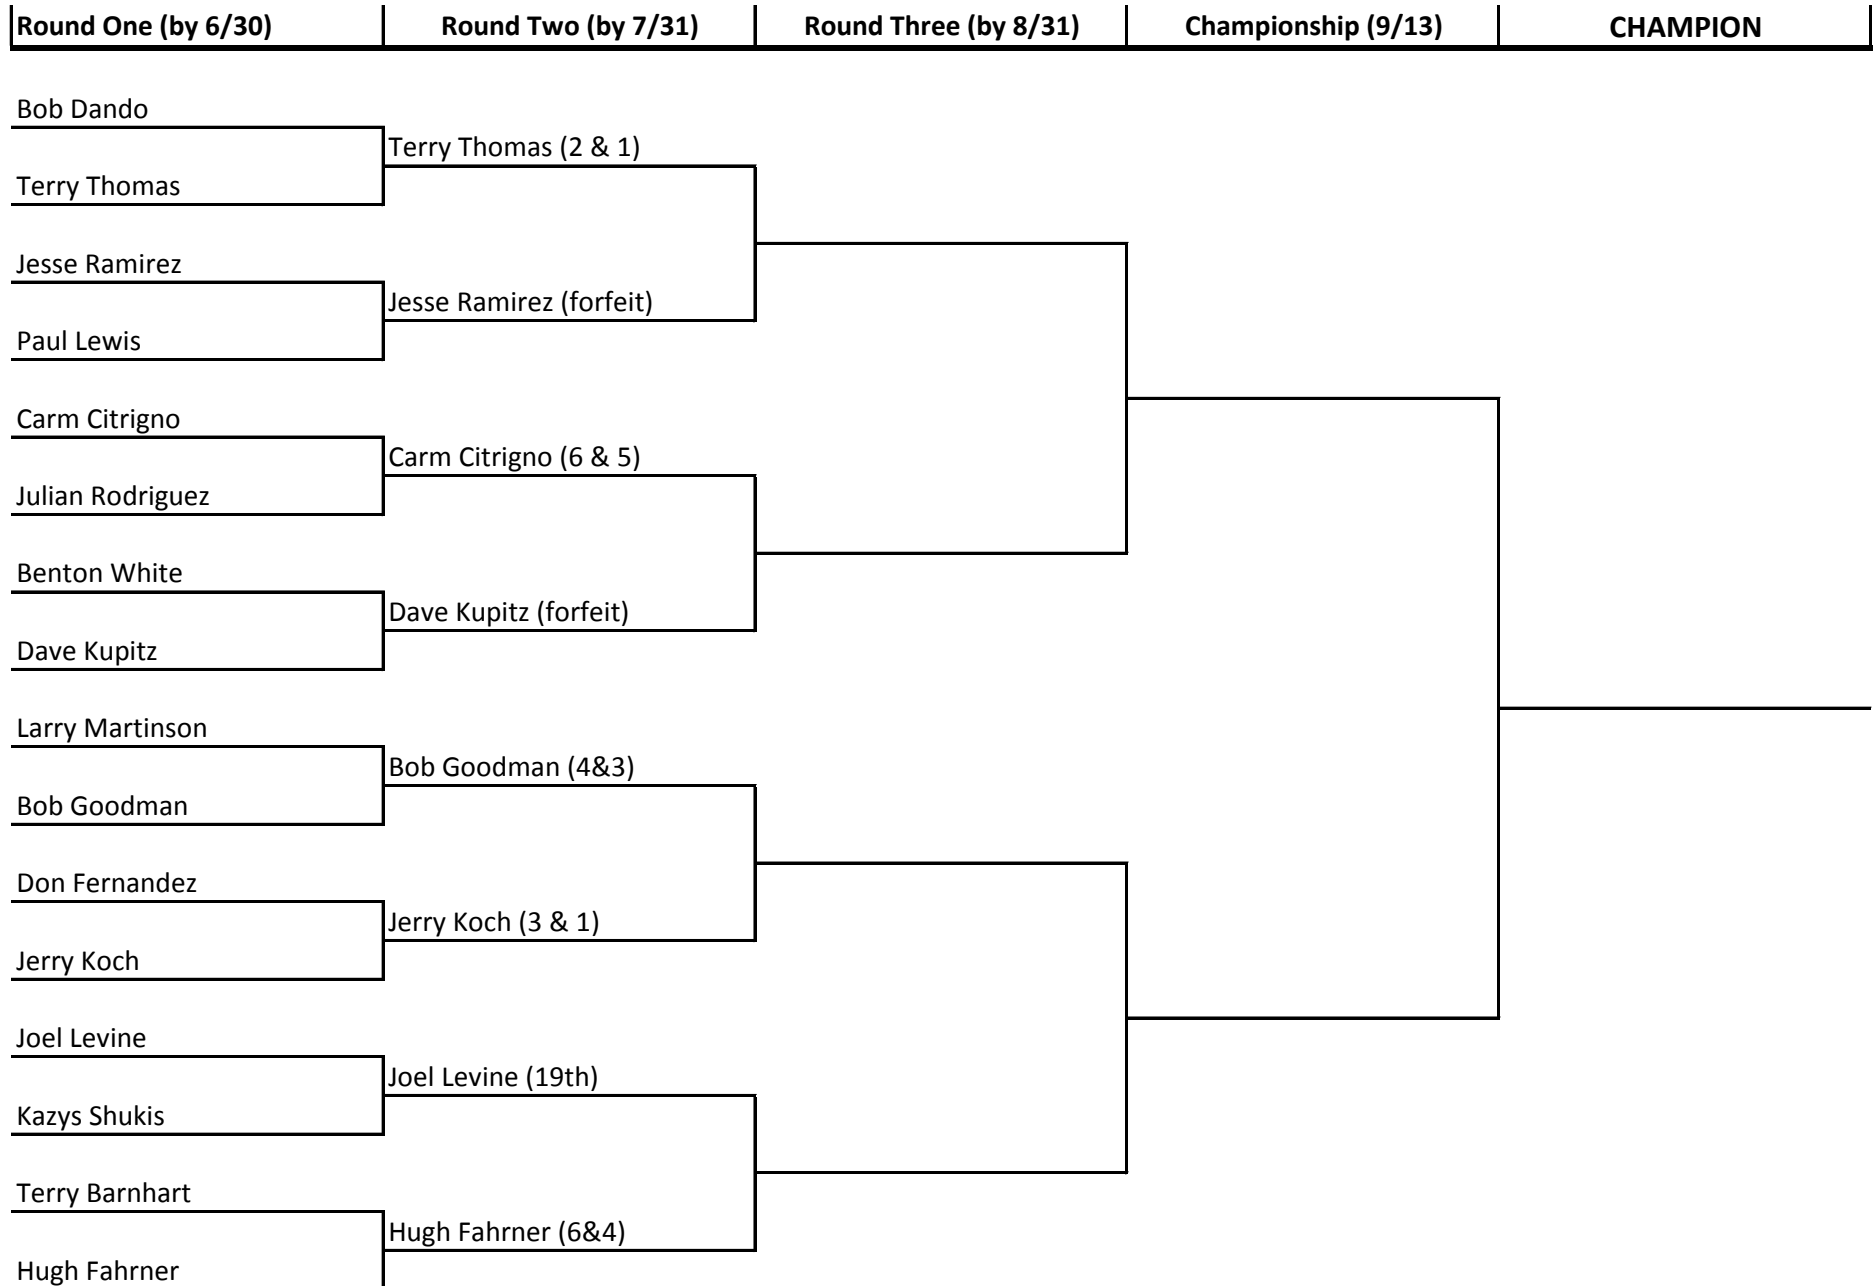 Round One (by 6/30) Round Two (by 7/31) Round Three (by 8/31) Championship (9/13) CHAMPION
Bob Dando
Terry Thomas (2 & 1)
Terry Thomas
Jesse Ramirez
Jesse Ramirez (forfeit)
Paul Lewis
Carm Citrigno
Carm Citrigno (6 & 5)
Julian Rodriguez
Benton White
Dave Kupitz (forfeit)
Dave Kupitz
Larry Martinson
Bob Goodman (4&3)
Bob Goodman
Don Fernandez
Jerry Koch (3 & 1)
Jerry Koch
Joel Levine
Joel Levine (19th)
Kazys Shukis
Terry Barnhart
Hugh Fahrner (6&4)
Hugh Fahrner